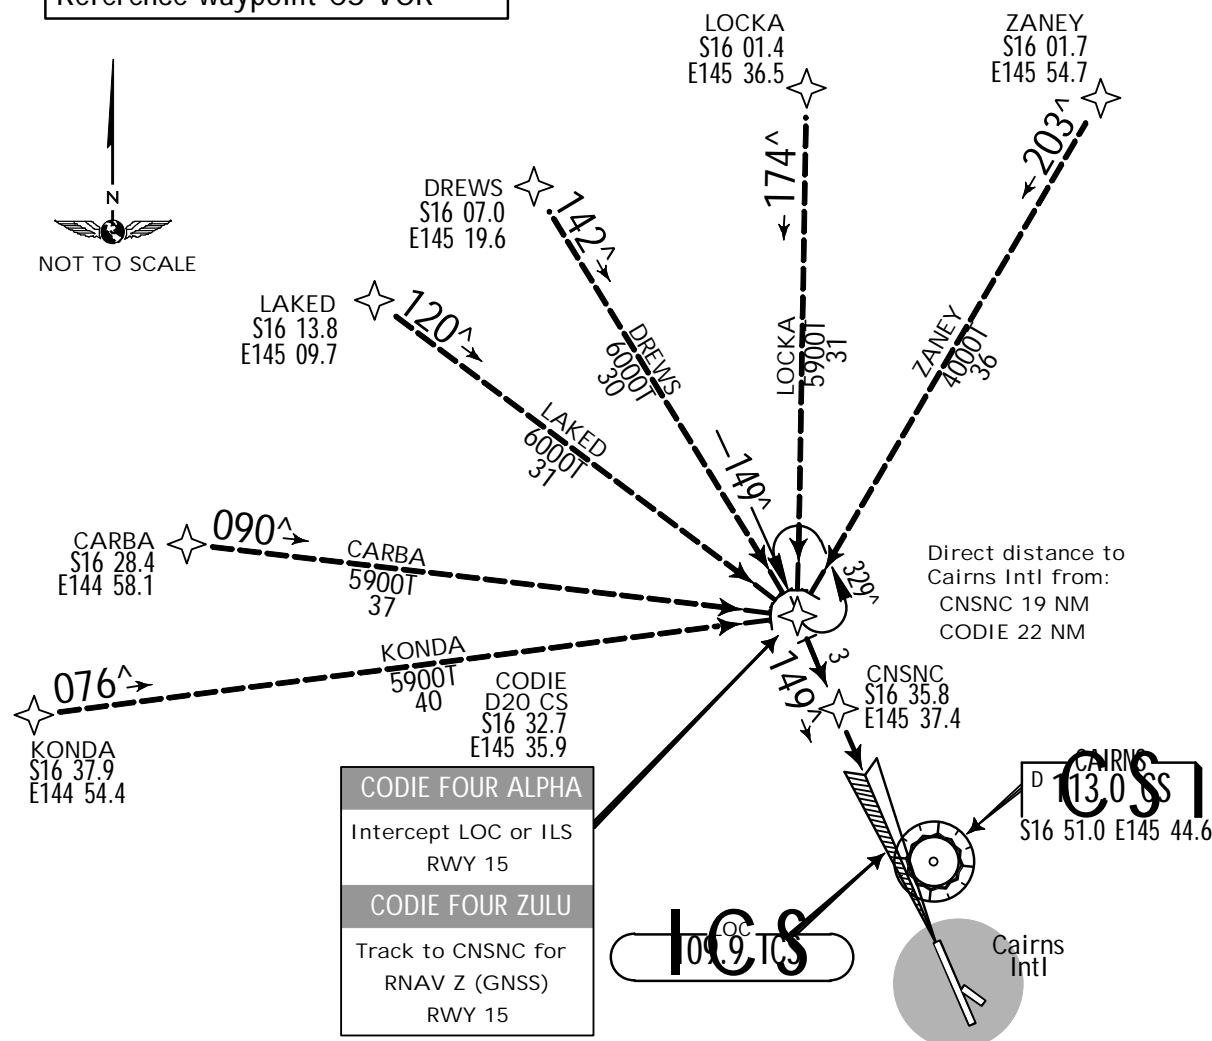 Reference waypoint CS VOR
LOCKA
S16 01.4
E145 36.5
ZANEY
S16 01.7
E145 54.7
N
NOT TO SCALE
DREWS
S16 07.0
E145 19.6
142^
174^
203^
LAKED
S16 13.8
E145 09.7
120^
DREWS
6000T
30
LOCKA
5900T
31
ZANEY
4000T
36
LAKED
6000T
31
149^
329^
CARBA
S16 28.4
E144 58.1
090^
CARBA
5900T
37
Direct distance to
Cairns Intl from:
CNSNC 19 NM
CODIE 22 NM
KONDA
S16 37.9
E144 54.4
076^
KONDA
5900T
40
CODIE
D20 CS
S16 32.7
E145 35.9
3
149^
CNSNC
S16 35.8
E145 37.4
CODIE FOUR ALPHA
Intercept LOC or ILS
RWY 15
CODIE FOUR ZULU
Track to CNSNC for
RNAV Z (GNSS)
RWY 15
CAIRNS
D 113.0 CS
CS
S16 51.0 E145 44.6
LOC
109.9 ICS
ICS
Cairns
Intl